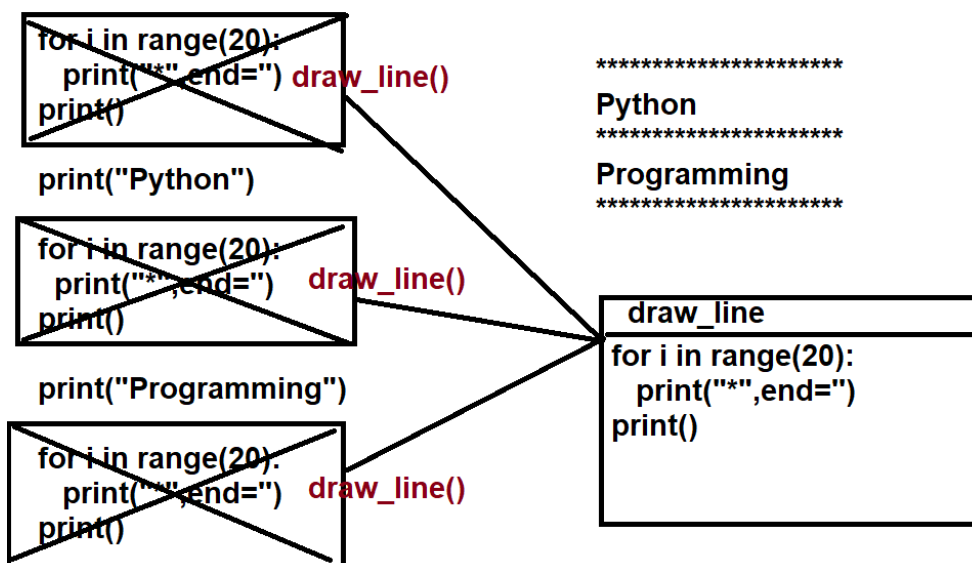 for i in range(20):
print("*",end='')
print()
draw_line()
print("Python")
for i in range(20):
print("*",end='')
print()
draw_line()
print("Programming")
for i in range(20):
print("*",end='')
print()
draw_line()
**********************
Python
**********************
Programming
**********************
draw_line
for i in range(20):
print("*",end='')
print()